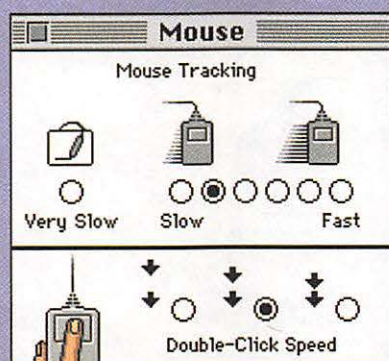 Mouse
Mouse Tracking
Very Slow Slow Fast
Double-Click Speed